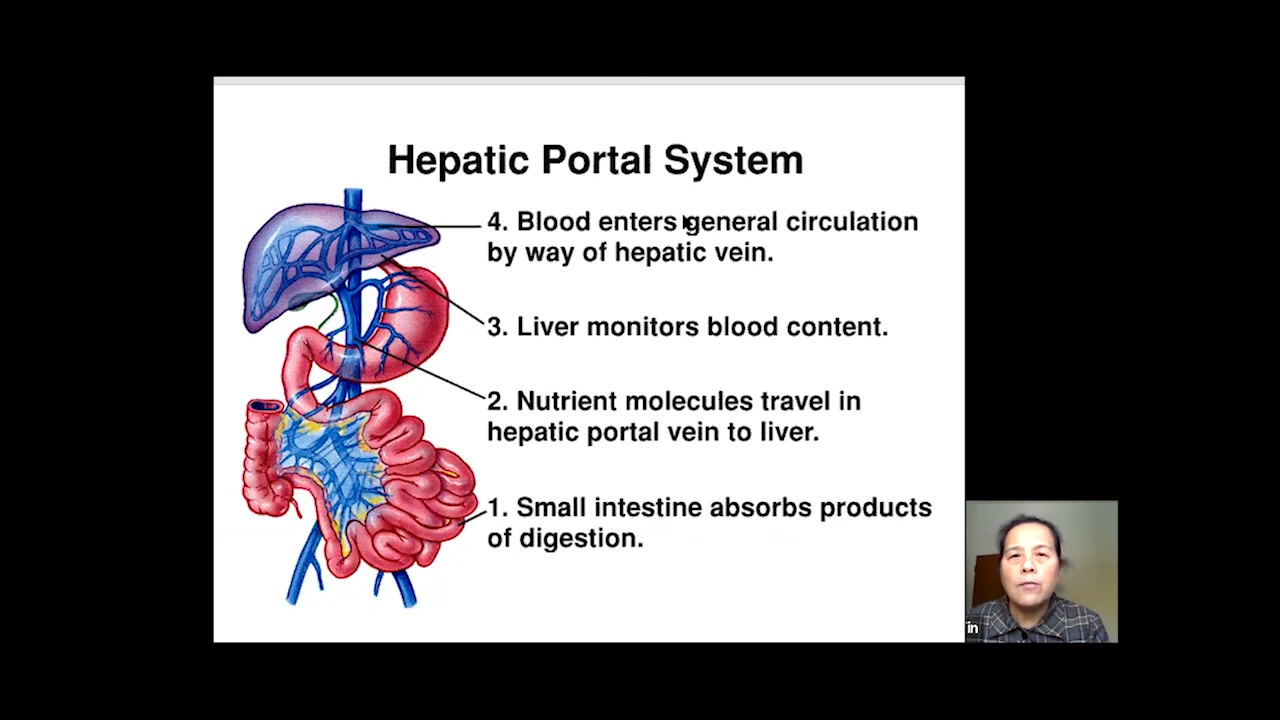 Hepatic Portal System
4. Blood enters general circulation
by way of hepatic vein.
3. Liver monitors blood content.
2. Nutrient molecules travel in
hepatic portal vein to liver.
1. Small intestine absorbs products
of digestion.
in